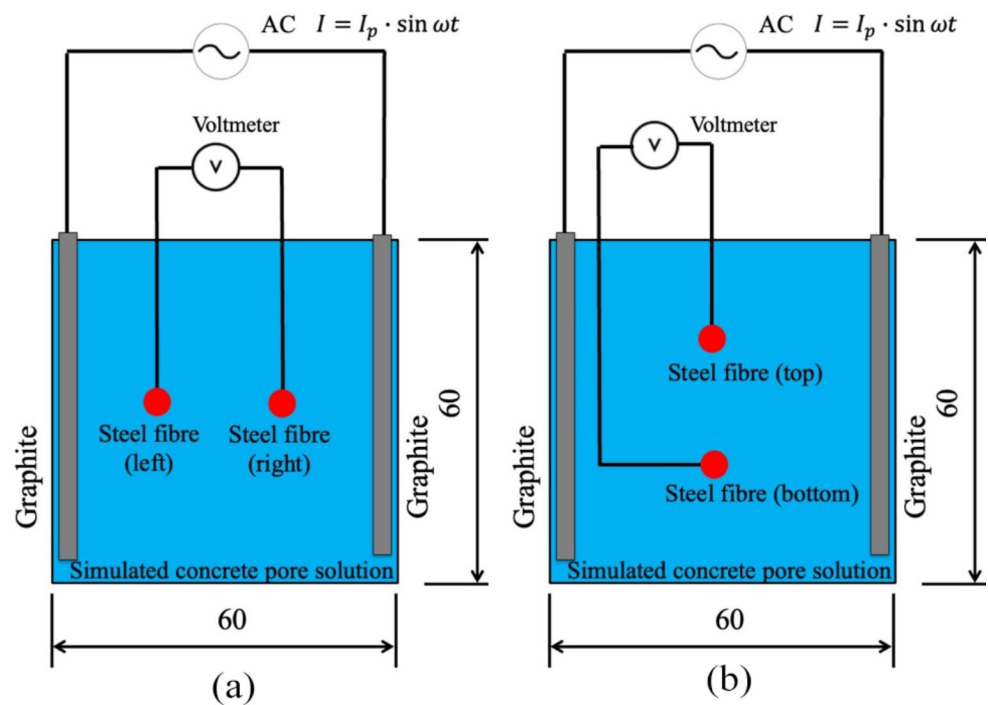 AC I = I_p · sin ωt
Voltmeter
V
Steel fibre
(left)
Steel fibre
(right)
Graphite
Graphite
Simulated concrete pore solution
60
60
(a)
AC I = I_p · sin ωt
Voltmeter
V
Steel fibre (top)
Steel fibre (bottom)
Graphite
Graphite
Simulated concrete pore solution
60
60
(b)